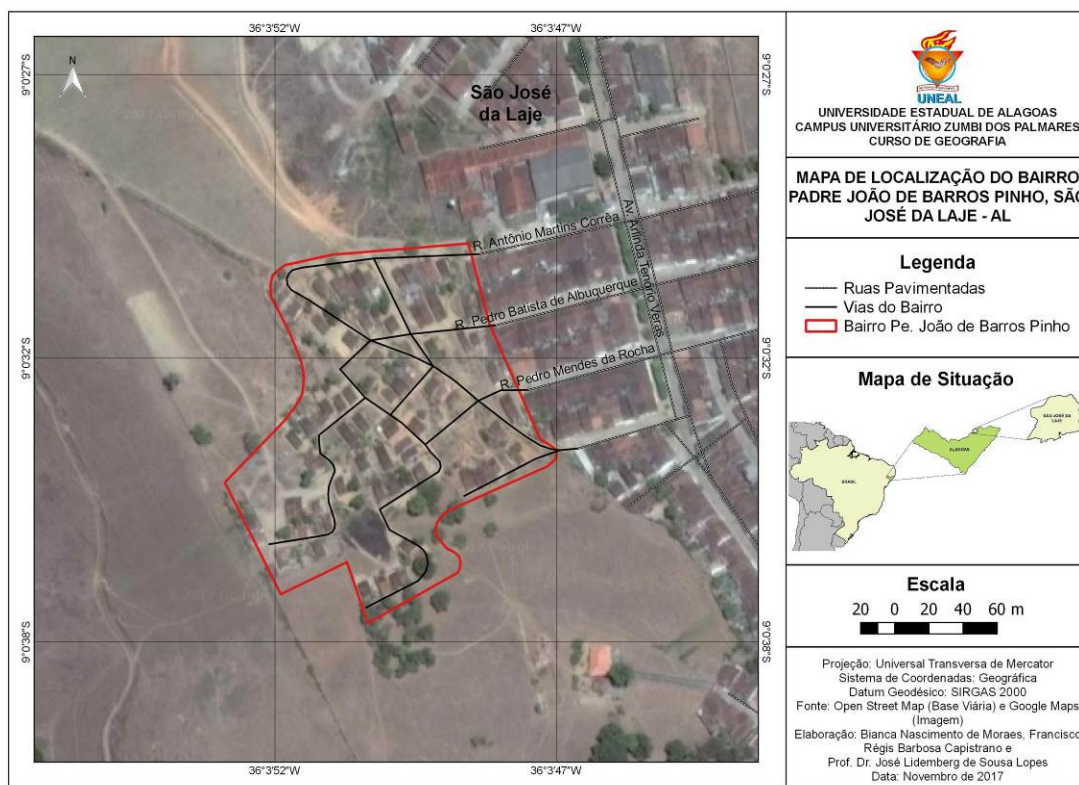 36°3'52"W
36°3'47"W
9°0'27"S
9°0'27"S
N
São José
da Laje
R. Antônio Martins Corrêa
Av. Arlinda Tenório Veras
R. Pedro Batista de Albuquerque
R. Pedro Mendes da Rocha
9°0'32"S
9°0'32"S
9°0'38"S
9°0'38"S
36°3'52"W
36°3'47"W
UNEAL
UNIVERSIDADE ESTADUAL DE ALAGOAS
CAMPUS UNIVERSITÁRIO ZUMBI DOS PALMARES
CURSO DE GEOGRAFIA
MAPA DE LOCALIZAÇÃO DO BAIRRO
PADRE JOÃO DE BARROS PINHO, SÃO
JOSÉ DA LAJE - AL
Legenda
Ruas Pavimentadas
Vias do Bairro
Bairro Pe. João de Barros Pinho
Mapa de Situação
SÃO JOSÉ DA
LAJE
ALAGOAS
BRASIL
Escala
20 0 20 40 60 m
Projeção: Universal Transversa de Mercator
Sistema de Coordenadas: Geográfica
Datum Geodésico: SIRGAS 2000
Fonte: Open Street Map (Base Viária) e Google Maps
(Imagem)
Elaboração: Bianca Nascimento de Moraes, Francisco
Régis Barbosa Capistrano e
Prof. Dr. José Lidemberg de Sousa Lopes
Data: Novembro de 2017